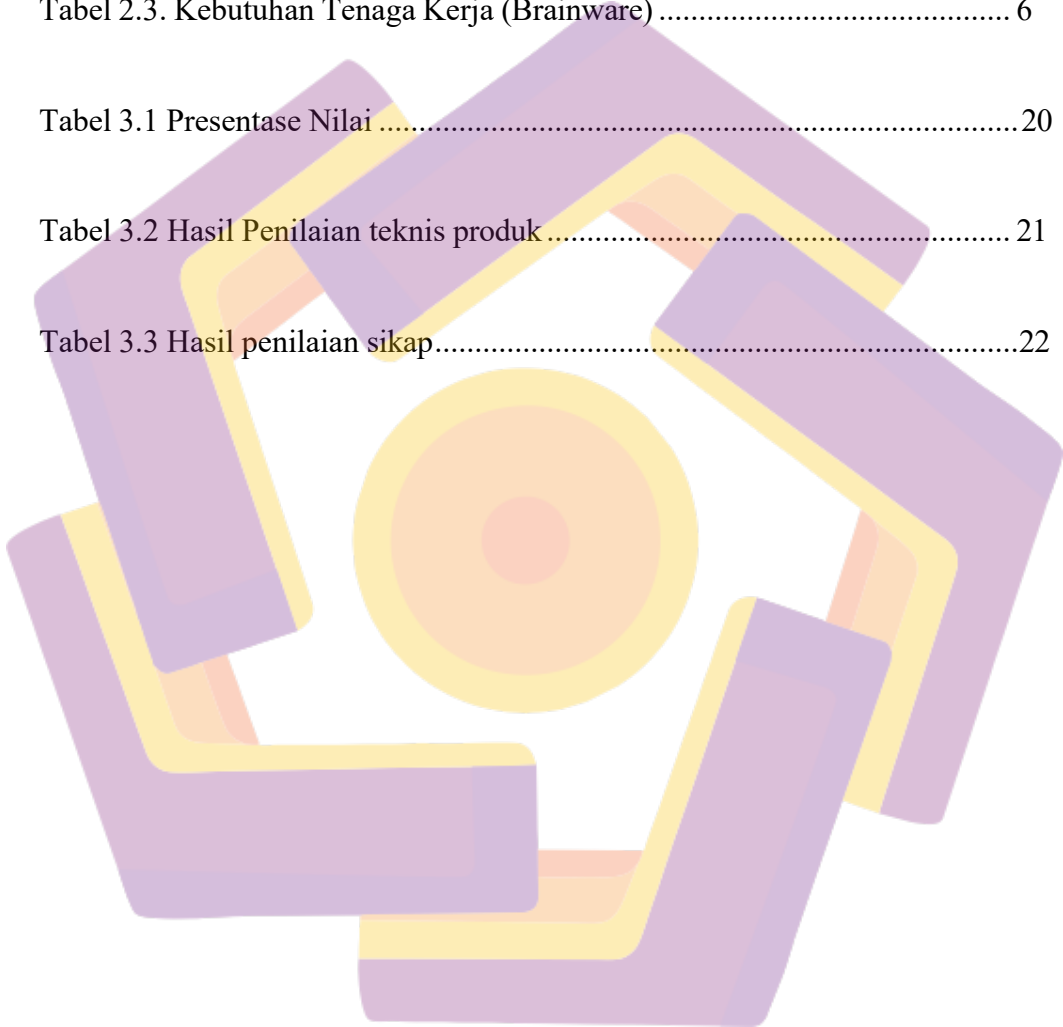 Tabel 2.3. Kebutuhan Tenaga Kerja (Brainware) ........................................ 6
Tabel 3.1 Presentase Nilai ........................................................................ 20
Tabel 3.2 Hasil Penilaian teknis produk .................................................... 21
Tabel 3.3 Hasil penilaian sikap.................................................................. 22